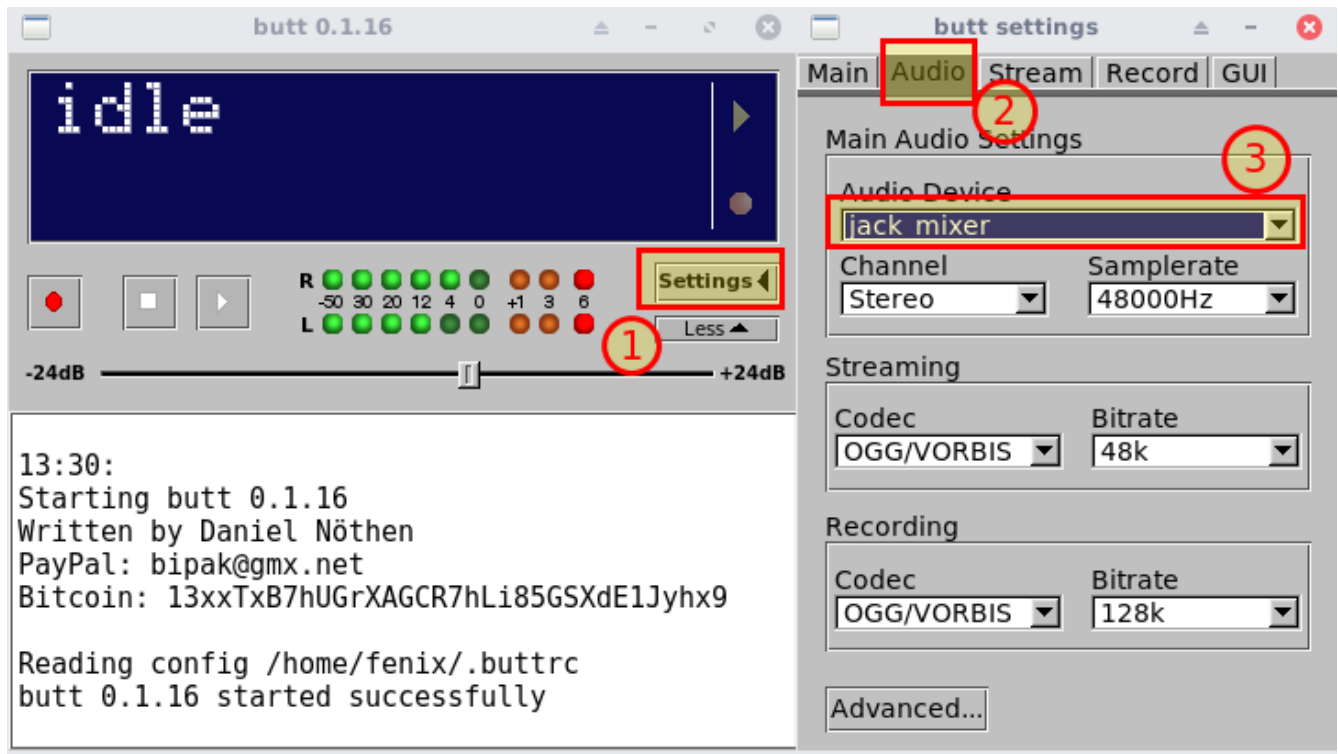 butt 0.1.16
idle
R
-50 30 20 12 4 0 +1 3 6
L
Settings
1
Less
-24dB
+24dB
13:30:
Starting butt 0.1.16
Written by Daniel Nöthen
PayPal: bipak@gmx.net
Bitcoin: 13xxTxB7hUGrXAGCR7hLi85GSXdE1Jyhx9
Reading config /home/fenix/.buttrc
butt 0.1.16 started successfully
butt settings
Main Audio Stream Record GUI
2
Main Audio Settings
3
Audio Device
jack_mixer
Channel Samplerate
Stereo 48000Hz
Streaming
Codec Bitrate
OGG/VORBIS 48k
Recording
Codec Bitrate
OGG/VORBIS 128k
Advanced...